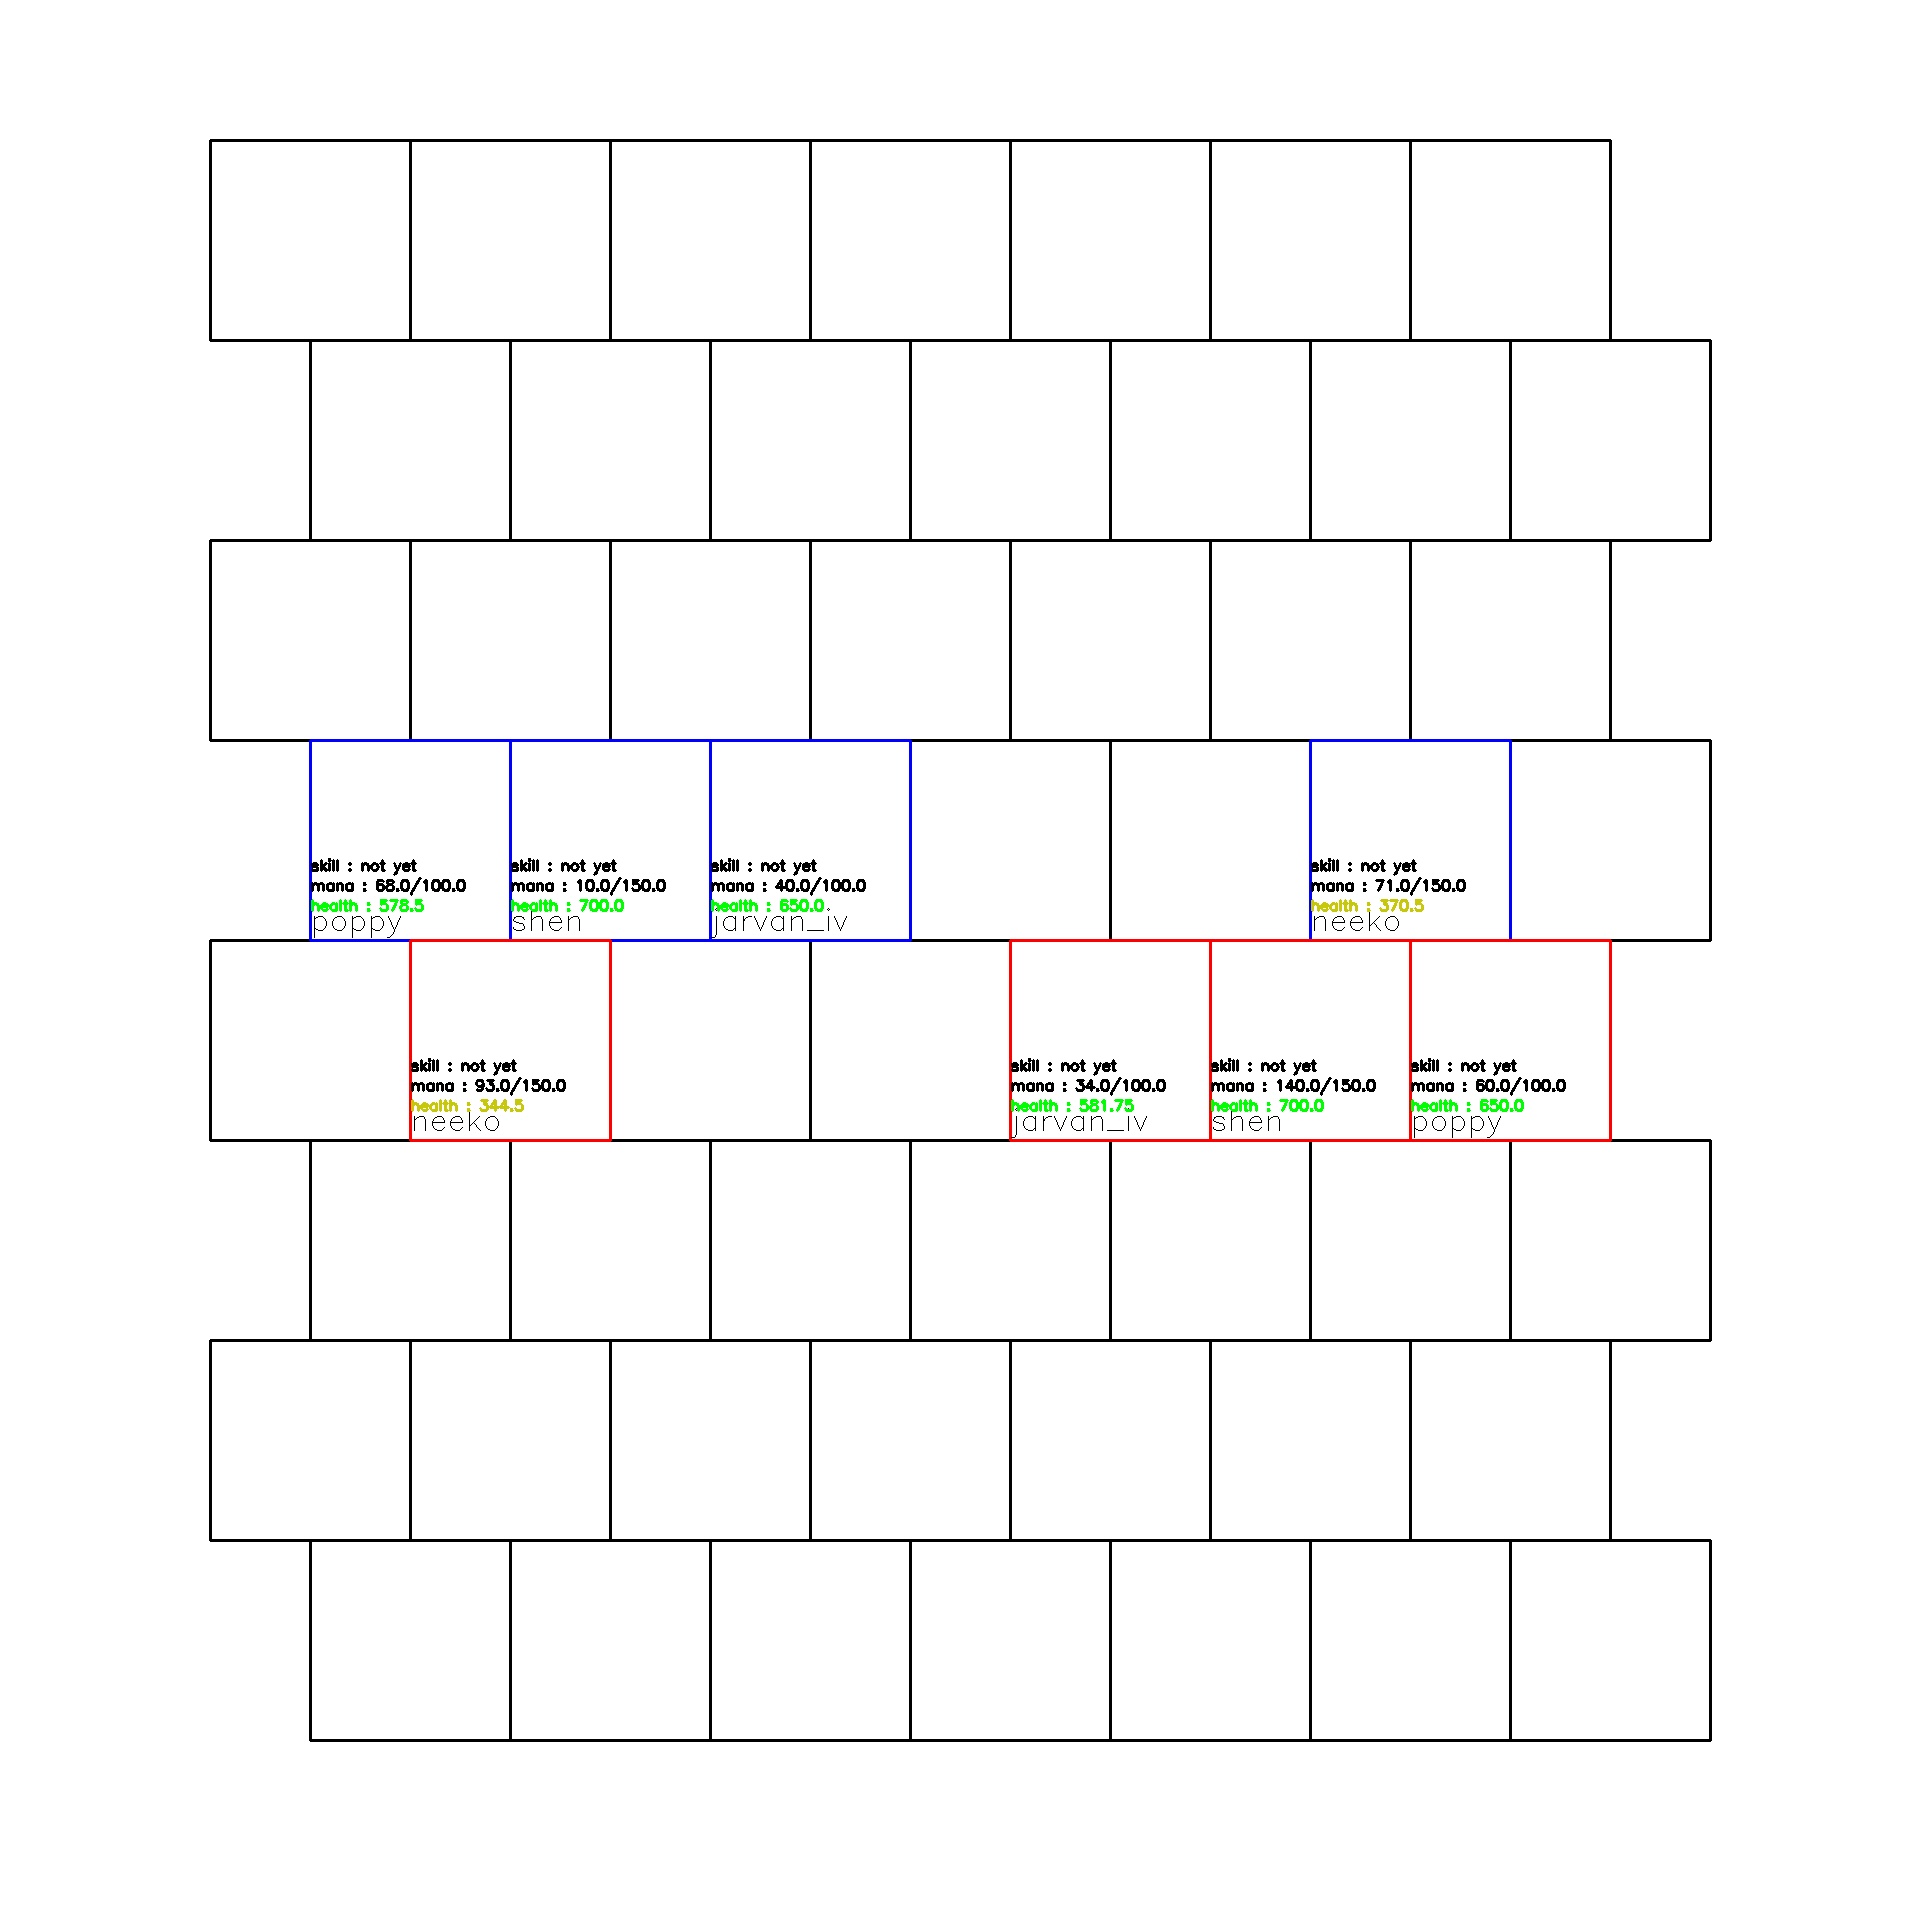 skill : not yet
mana : 68.0/100.0
health : 578.5
poppy
skill : not yet
mana : 10.0/150.0
health : 700.0
shen
skill : not yet
mana : 40.0/100.0
health : 650.0
jarvan_iv
skill : not yet
mana : 71.0/150.0
health : 370.5
neeko
skill : not yet
mana : 93.0/150.0
health : 344.5
neeko
skill : not yet
mana : 34.0/100.0
health : 581.75
jarvan_iv
skill : not yet
mana : 140.0/150.0
health : 700.0
shen
skill : not yet
mana : 60.0/100.0
health : 650.0
poppy